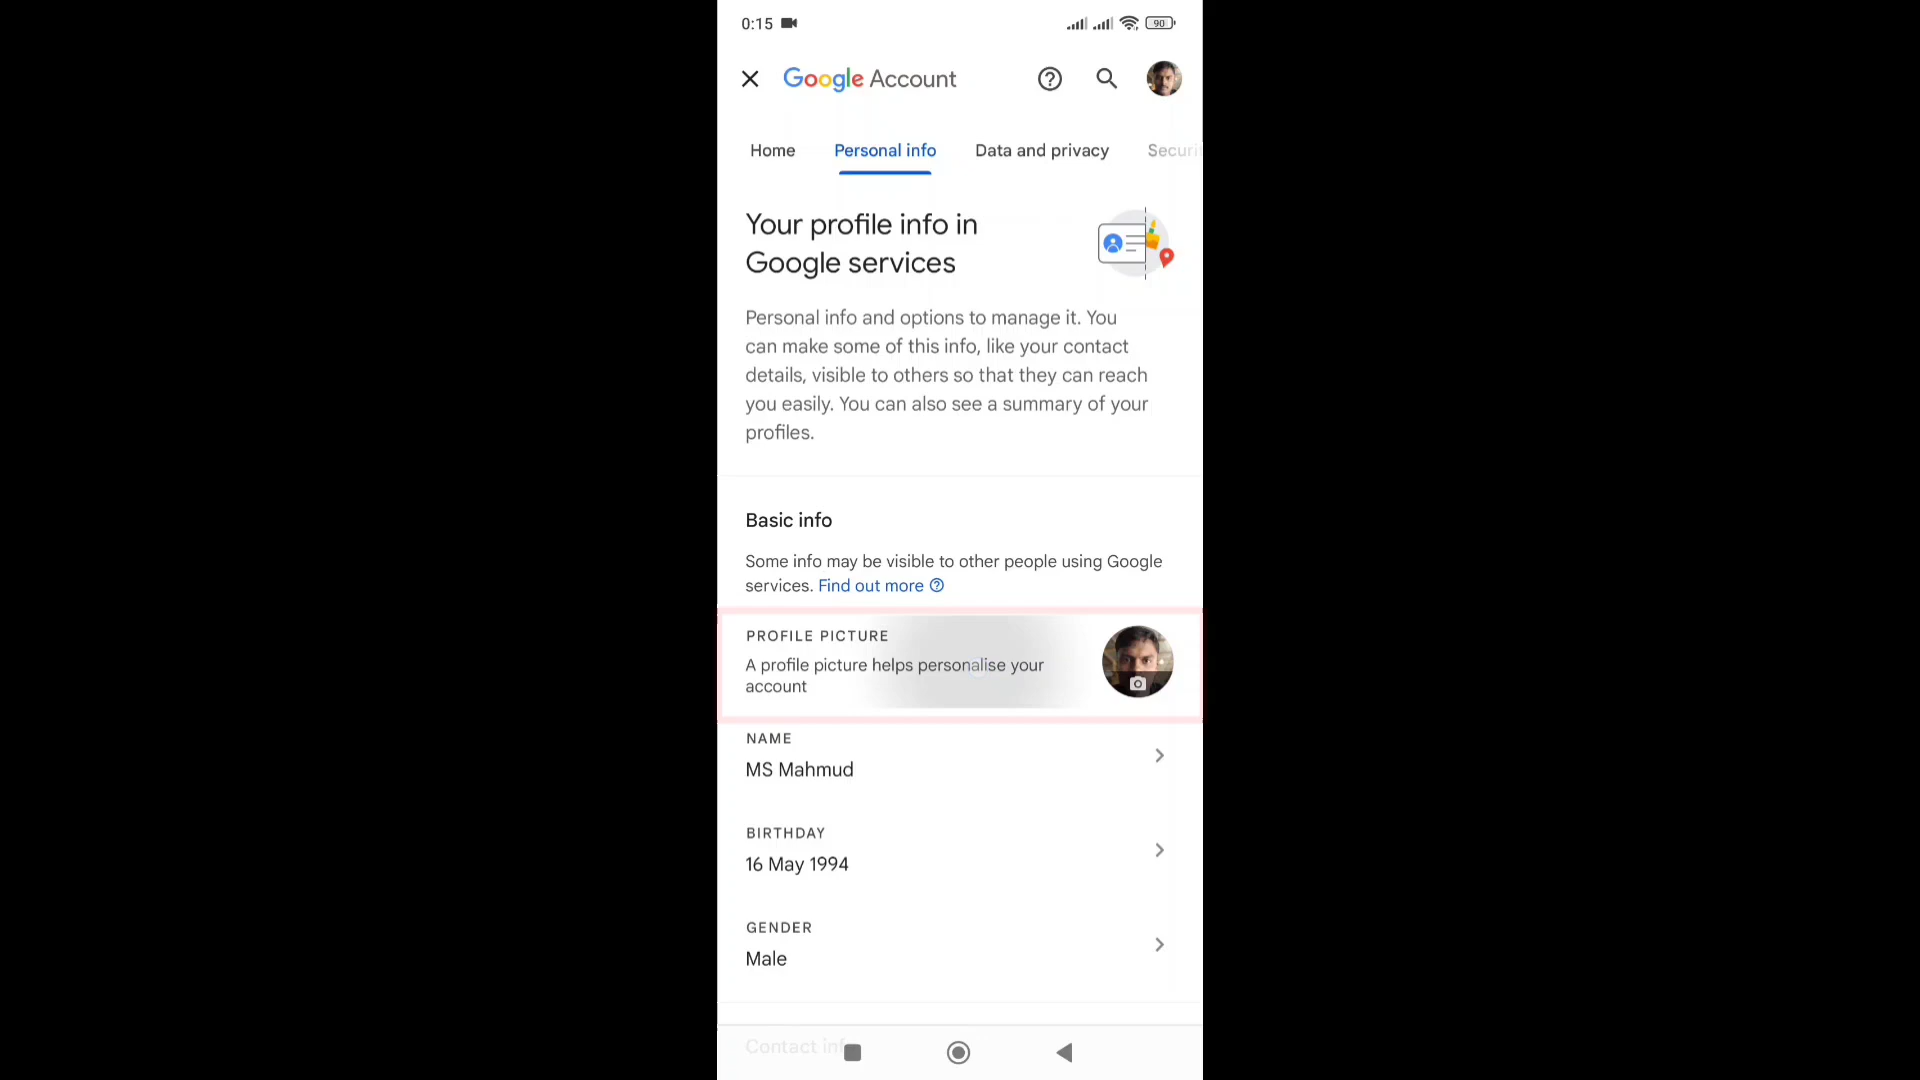 0:15
90
Google Account
Home
Personal info
Data and privacy
Securi
Your profile info in
Google services
Personal info and options to manage it. You
can make some of this info, like your contact
details, visible to others so that they can reach
you easily. You can also see a summary of your
profiles.
Basic info
Some info may be visible to other people using Google
services. Find out more
PROFILE PICTURE
A profile picture helps personalise your
account
NAME
MS Mahmud
BIRTHDAY
16 May 1994
GENDER
Male
Contact inf